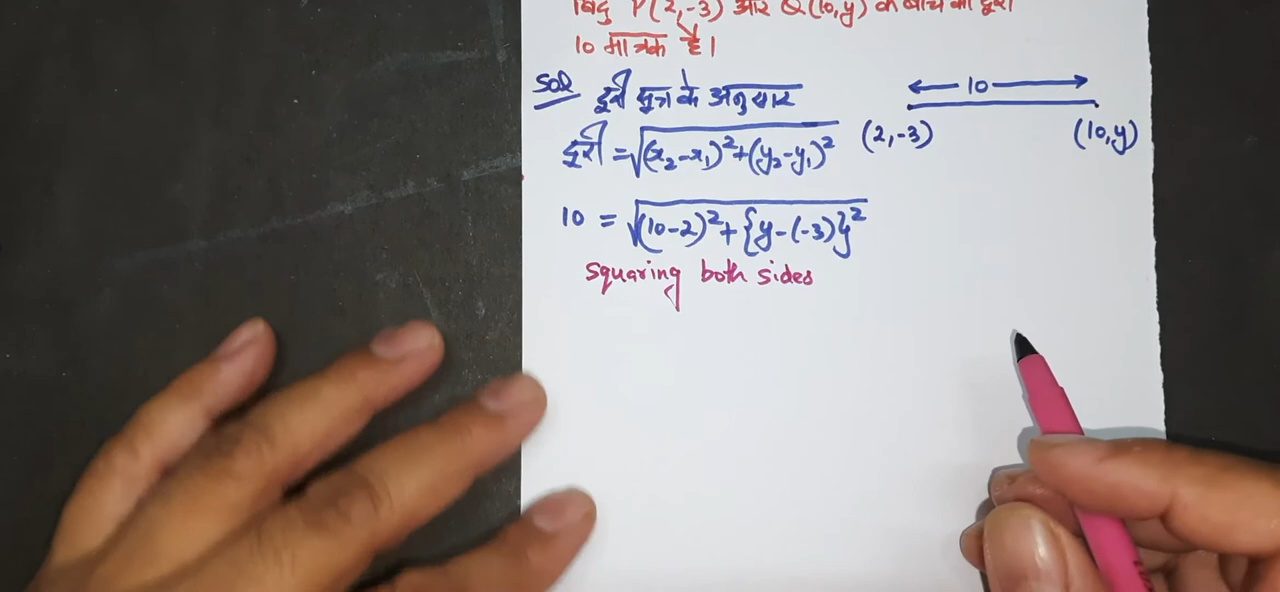 बिंदु P(2,-3) और Q(10,y) के बीच की दूरी
10 मात्रक है।
Sol दूरी सूत्र के अनुसार
←10→
दूरी = √(x₂-x₁)²+(y₂-y₁)²
(2,-3) (10,y)
10 = √(10-2)²+{y-(-3)}²
Squaring both sides